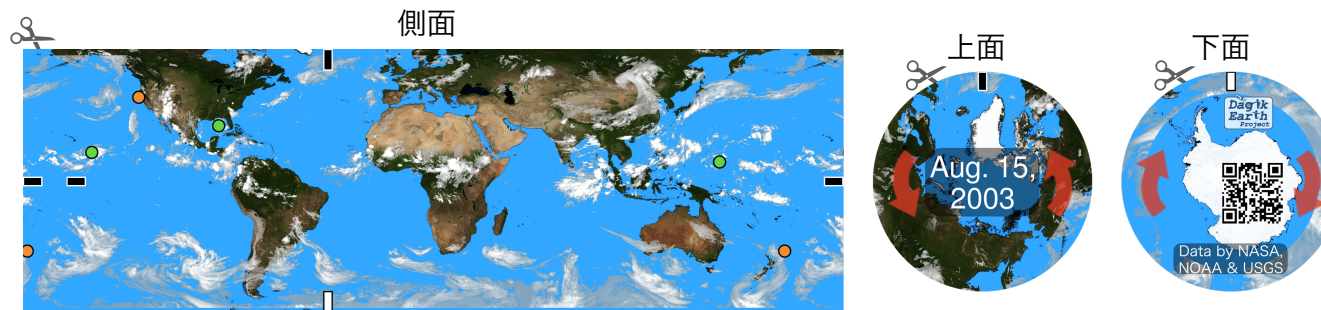 側面
上面
下面
Aug. 15,
2003
Dagik
Earth
Project
Data by NASA,
NOAA & USGS